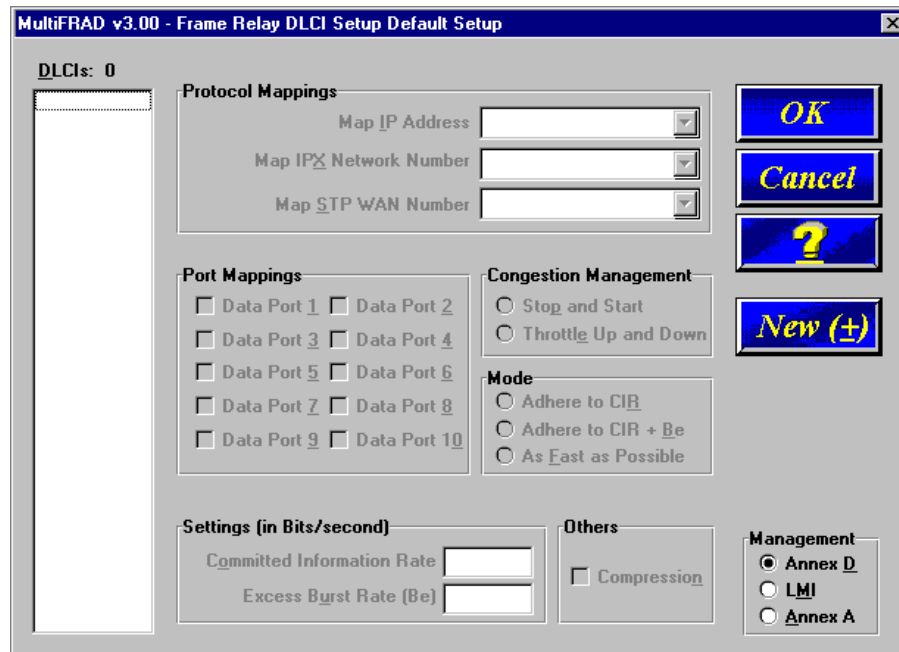 MultiFRAD v3.00 - Frame Relay DLCI Setup Default Setup
DLCIs: 0
Protocol Mappings
Map IP Address
Map IPX Network Number
Map STP WAN Number
OK
Cancel
?
New (+)
Port Mappings
Data Port 1 Data Port 2
Data Port 3 Data Port 4
Data Port 5 Data Port 6
Data Port 7 Data Port 8
Data Port 9 Data Port 10
Congestion Management
Stop and Start
Throttle Up and Down
Mode
Adhere to CIR
Adhere to CIR + Be
As Fast as Possible
Settings (in Bits/second)
Committed Information Rate
Excess Burst Rate (Be)
Others
Compression
Management
Annex D
LMI
Annex A